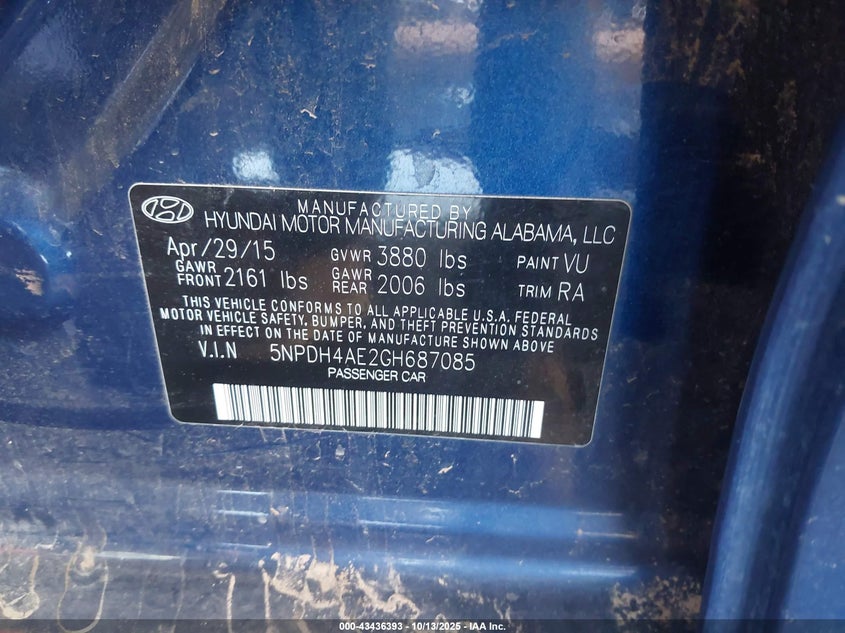 MANUFACTURED BY
HYUNDAI MOTOR MANUFACTURING ALABAMA, LLC
Apr/29/15 GVWR 3880 lbs PAINT VU
GAWR FRONT 2161 lbs GAWR REAR 2006 lbs TRIM RA
THIS VEHICLE CONFORMS TO ALL APPLICABLE U.S.A. FEDERAL
MOTOR VEHICLE SAFETY, BUMPER, AND THEFT PREVENTION STANDARDS
IN EFFECT ON THE DATE OF MANUFACTURE SHOWN ABOVE
V.I.N 5NPDH4AE2GH687085
PASSENGER CAR
000-43436393 - 10/13/2025 - IAA Inc.